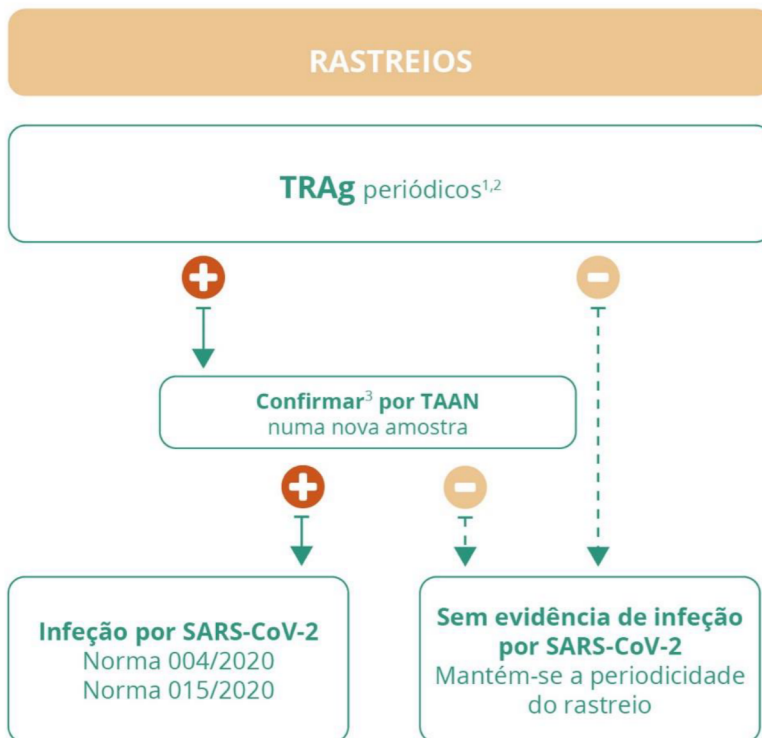 RASTREIOS
TRAg periódicos¹,²
Confirmar³ por TAAN
numa nova amostra
Infeção por SARS-CoV-2
Norma 004/2020
Norma 015/2020
Sem evidência de infeção
por SARS-CoV-2
Mantém-se a periodicidade
do rastreio